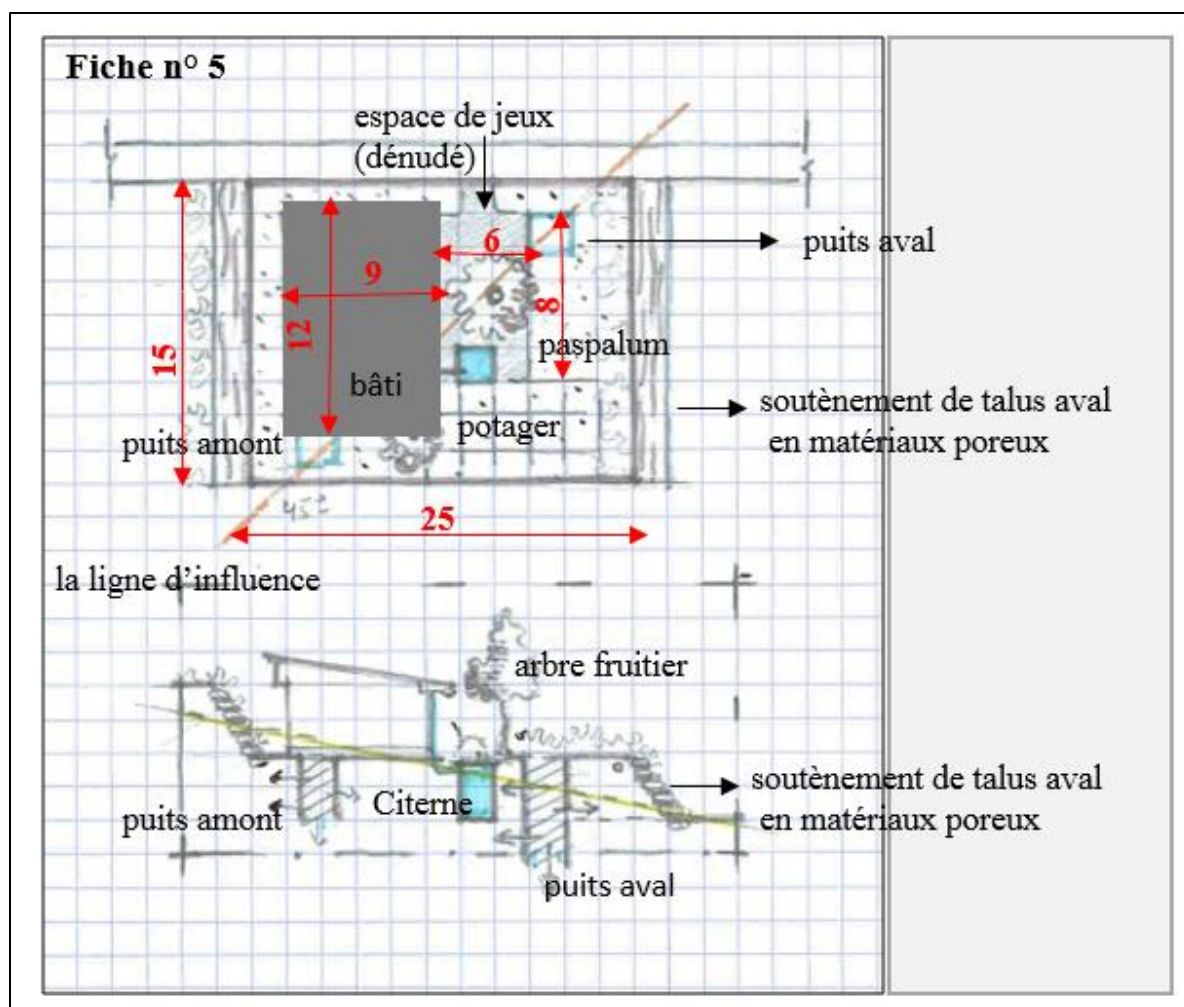 Fiche n° 5
espace de jeux
(dénudé)
puits aval
6
9
8
12
15
paspalum
bâti
soutènement de talus aval
en matériaux poreux
potager
puits amont
45°
25
la ligne d’influence
arbre fruitier
soutènement de talus aval
en matériaux poreux
Citerne
puits amont
puits aval